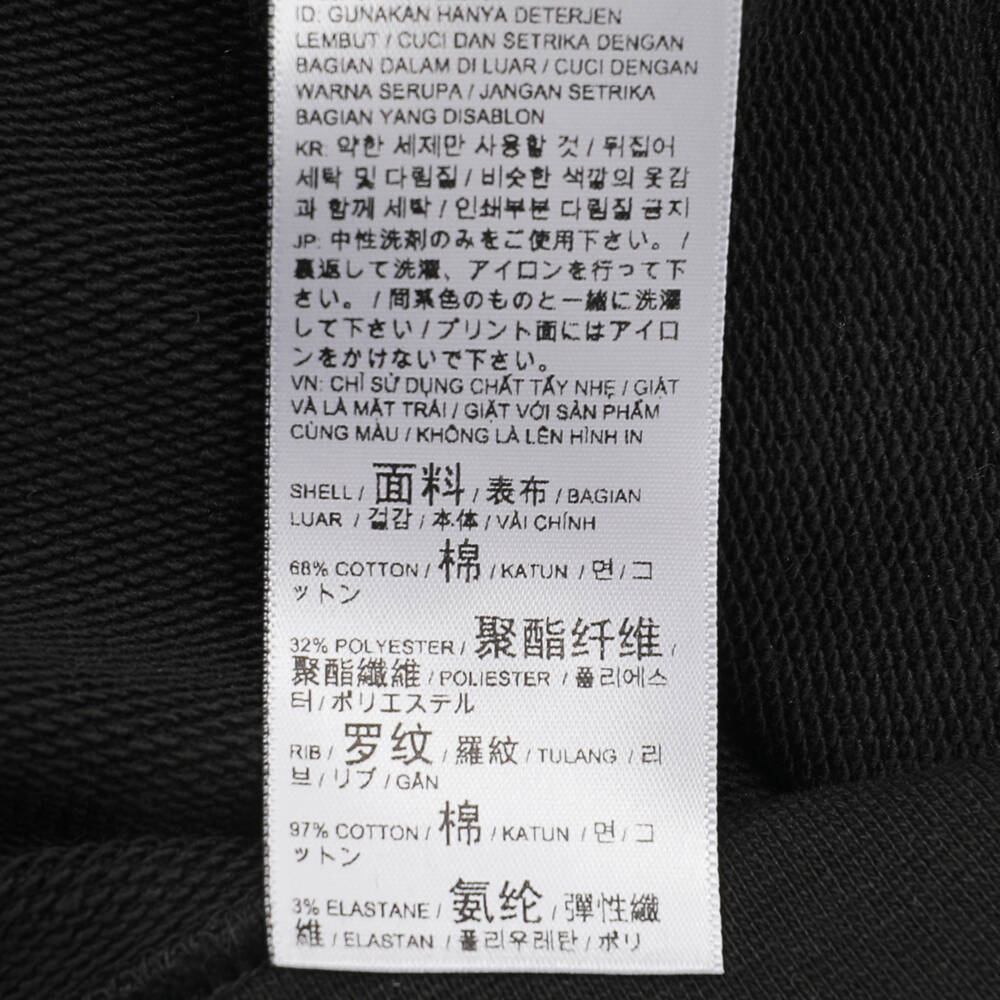 ID: GUNAKAN HANYA DETERJEN
LEMBUT / CUCI DAN SETRIKA DENGAN
BAGIAN DALAM DI LUAR / CUCI DENGAN
WARNA SERUPA / JANGAN SETRIKA
BAGIAN YANG DISABLON
KR: 약한 세제만 사용할 것 / 뒤집어
세탁 및 다림질 / 비슷한 색깔의 옷감
과 함께 세탁 / 인쇄부분 다림질 금지
JP: 中性洗剤のみをご使用下さい。 /
裏返して洗濯、アイロンを行って下
さい。 / 同系色のものと一緒に洗濯
して下さい / プリント面にはアイロ
ンをかけないで下さい。
VN: CHỈ SỬ DỤNG CHẤT TẨY NHẸ / GIẶT
VÀ LÀ MẶT TRÁI / GIẶT VỚI SẢN PHẨM
CÙNG MÀU / KHÔNG LÀ LÊN HÌNH IN
SHELL / 面料 / 表布 / BAGIAN
LUAR / 겉감 / 本体 / VẢI CHÍNH
68% COTTON / 棉 / KATUN / 면 / コ
ットン
32% POLYESTER / 聚酯纤维 /
聚酯纖維 / POLIESTER / 폴리에스
터 / ポリエステル
RIB / 罗纹 / 羅紋 / TULANG / 리
브 / リブ / GÂN
97% COTTON / 棉 / KATUN / 면 / コ
ットン
3% ELASTANE / 氨纶 / 彈性纖
維 / ELASTAN / 폴리우레탄 / ポリ